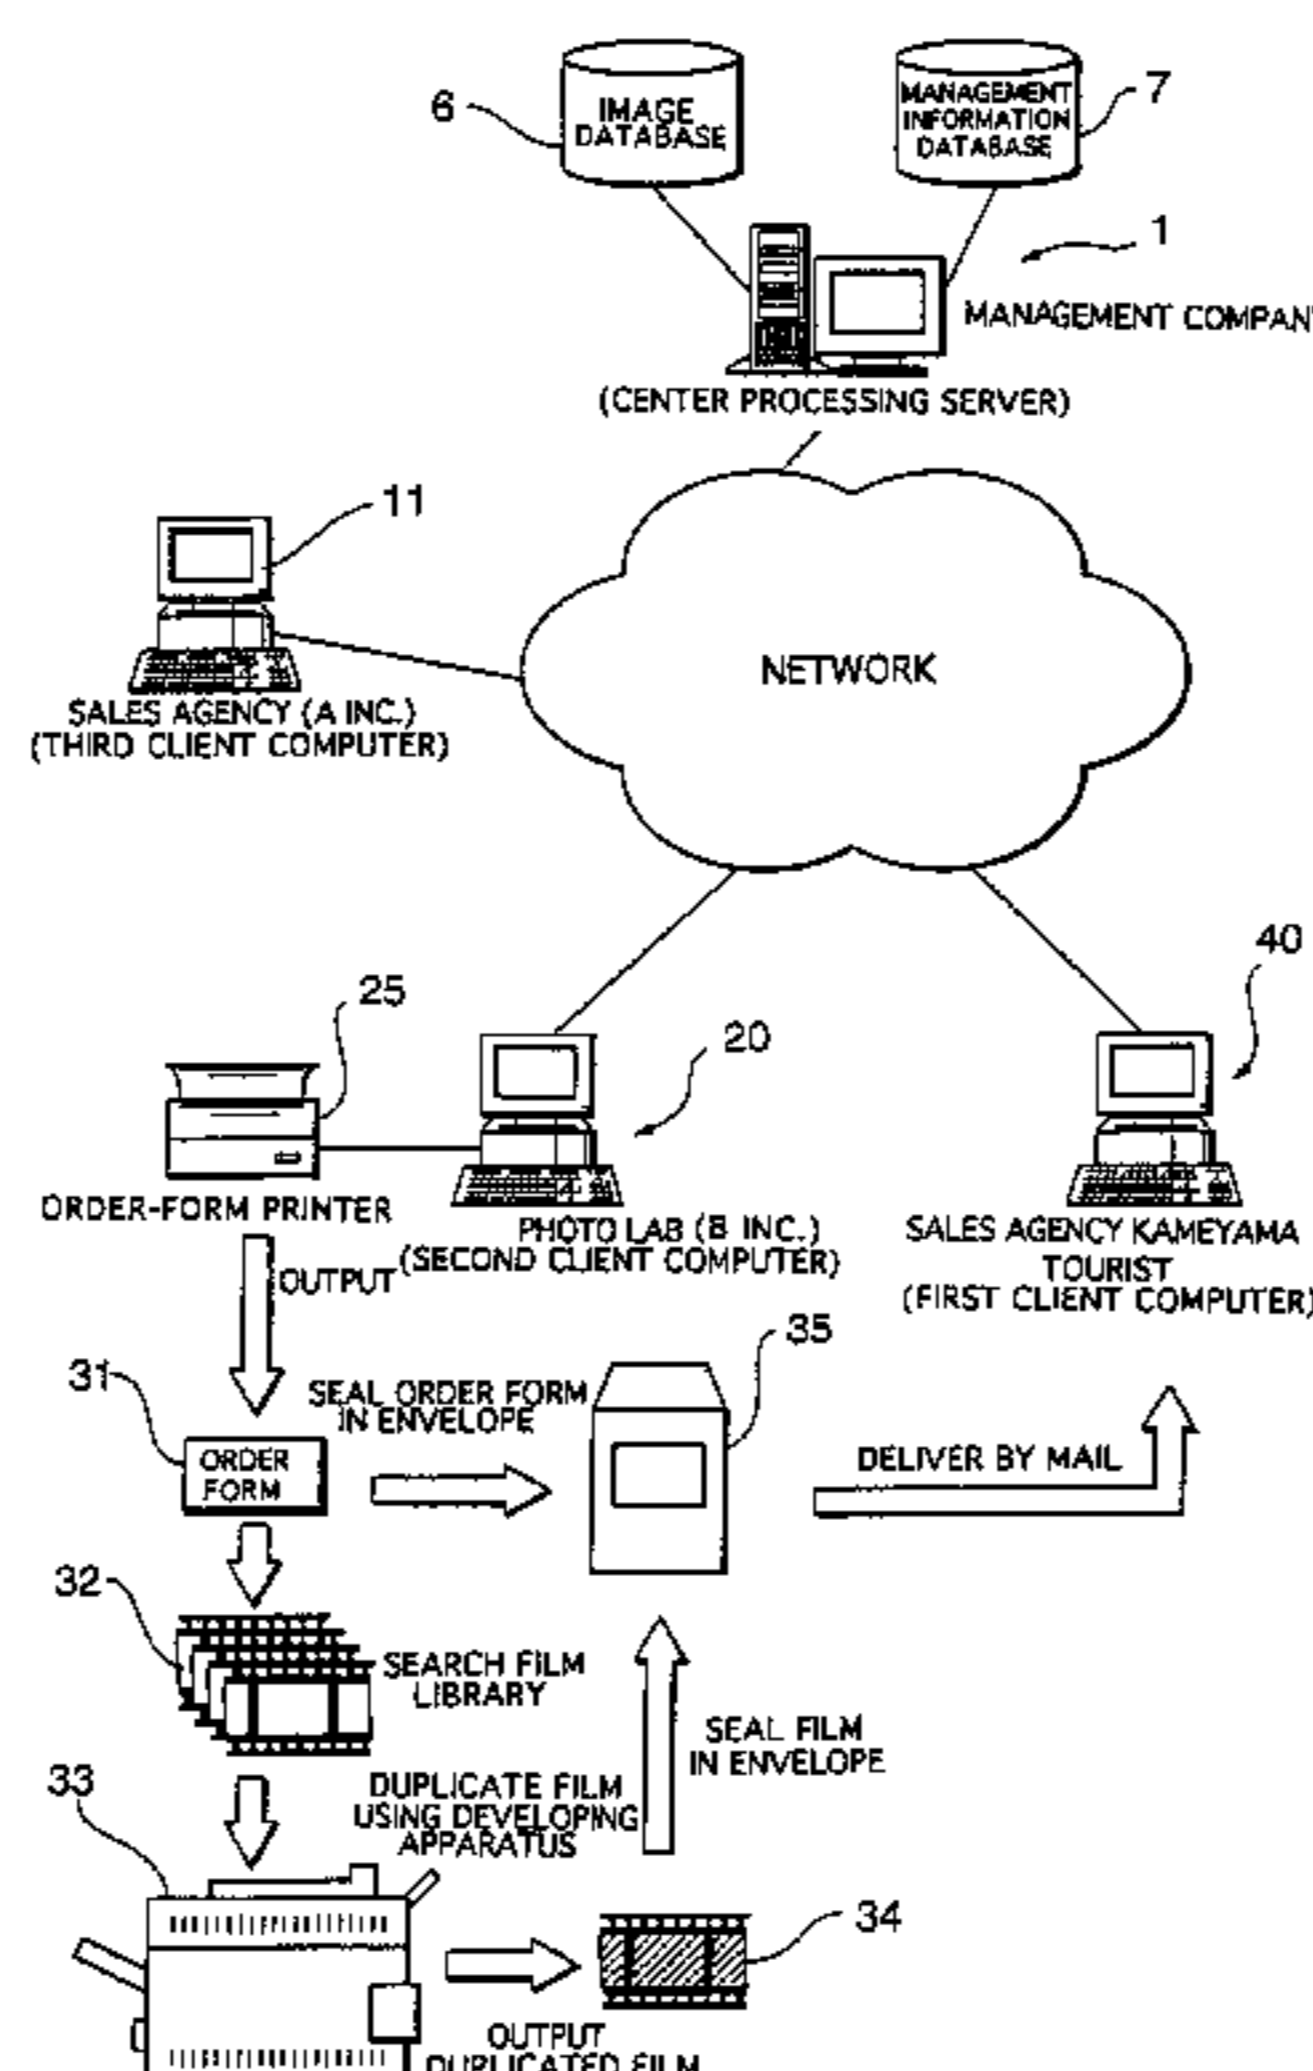 6
IMAGE
DATABASE
MANAGEMENT
INFORMATION
DATABASE
7
1
MANAGEMENT COMPAN
(CENTER PROCESSING SERVER)
11
NETWORK
SALES AGENCY (A INC.)
(THIRD CLIENT COMPUTER)
40
25
20
ORDER-FORM PRINTER
PHOTO LAB (B INC.)
(SECOND CLIENT COMPUTER)
SALES AGENCY KAMEYAMA
TOURIST
(FIRST CLIENT COMPUTER)
OUTPUT
35
31
SEAL ORDER FORM
IN ENVELOPE
ORDER
FORM
DELIVER BY MAIL
32
SEARCH FILM
LIBRARY
SEAL FILM
IN ENVELOPE
33
DUPLICATE FILM
USING DEVELOPING
APPARATUS
34
OUTPUT
DUPLICATED FILM